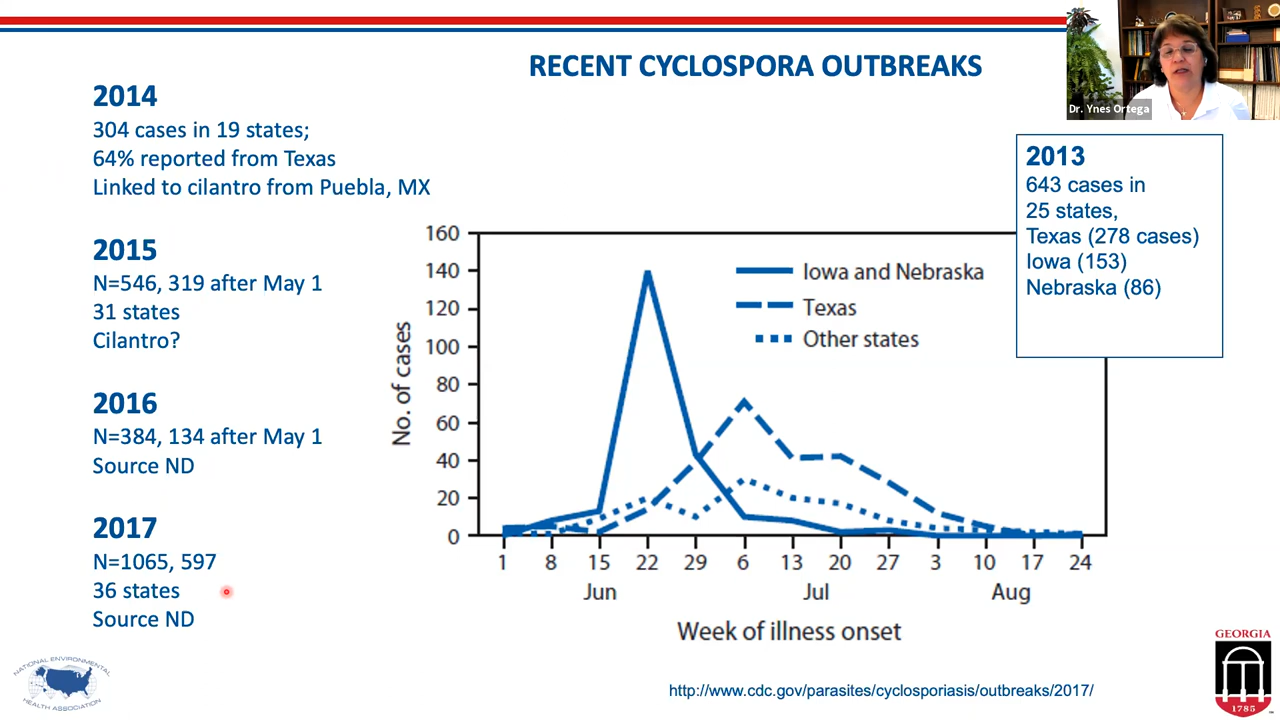 RECENT CYCLOSPORA OUTBREAKS
Dr. Ynes Ortega
2014
304 cases in 19 states;
64% reported from Texas
Linked to cilantro from Puebla, MX
2015
N=546, 319 after May 1
31 states
Cilantro?
2016
N=384, 134 after May 1
Source ND
2017
N=1065, 597
36 states
Source ND
2013
643 cases in
25 states,
Texas (278 cases)
Iowa (153)
Nebraska (86)
No. of cases
160
140
120
100
80
60
40
20
0
Iowa and Nebraska
Texas
Other states
1 8 15 22 29 6 13 20 27 3 10 17 24
Jun Jul Aug
Week of illness onset
http://www.cdc.gov/parasites/cyclosporiasis/outbreaks/2017/
NATIONAL ENVIRONMENTAL
HEALTH ASSOCIATION
GEORGIA
1785